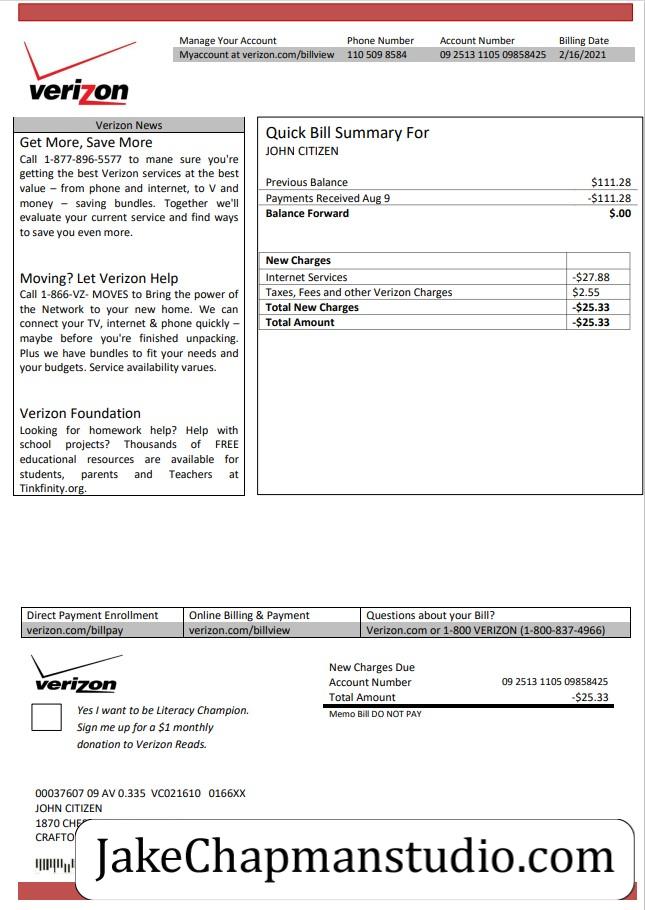 Manage Your Account Phone Number Account Number Billing Date
Myaccount at verizon.com/billview 110 509 8584 09 2513 1105 09858425 2/16/2021
verizon
Verizon News
Get More, Save More
Call 1-877-896-5577 to mane sure you're
getting the best Verizon services at the best
value – from phone and internet, to V and
money – saving bundles. Together we'll
evaluate your current service and find ways
to save you even more.
Moving? Let Verizon Help
Call 1-866-VZ- MOVES to Bring the power of
the Network to your new home. We can
connect your TV, internet & phone quickly –
maybe before you're finished unpacking.
Plus we have bundles to fit your needs and
your budgets. Service availability varues.
Verizon Foundation
Looking for homework help? Help with
school projects? Thousands of FREE
educational resources are available for
students, parents and Teachers at
Tinkfinity.org.
Quick Bill Summary For
JOHN CITIZEN
Previous Balance $111.28
Payments Received Aug 9 -$111.28
Balance Forward $.00
New Charges
Internet Services -$27.88
Taxes, Fees and other Verizon Charges $2.55
Total New Charges -$25.33
Total Amount -$25.33
Direct Payment Enrollment Online Billing & Payment Questions about your Bill?
verizon.com/billpay verizon.com/billview Verizon.com or 1-800 VERIZON (1-800-837-4966)
verizon
Yes I want to be Literacy Champion.
Sign me up for a $1 monthly
donation to Verizon Reads.
New Charges Due
Account Number 09 2513 1105 09858425
Total Amount -$25.33
Memo Bill DO NOT PAY
00037607 09 AV 0.335 VC021610 0166XX
JOHN CITIZEN
1870
JakeChapmanstudio.com